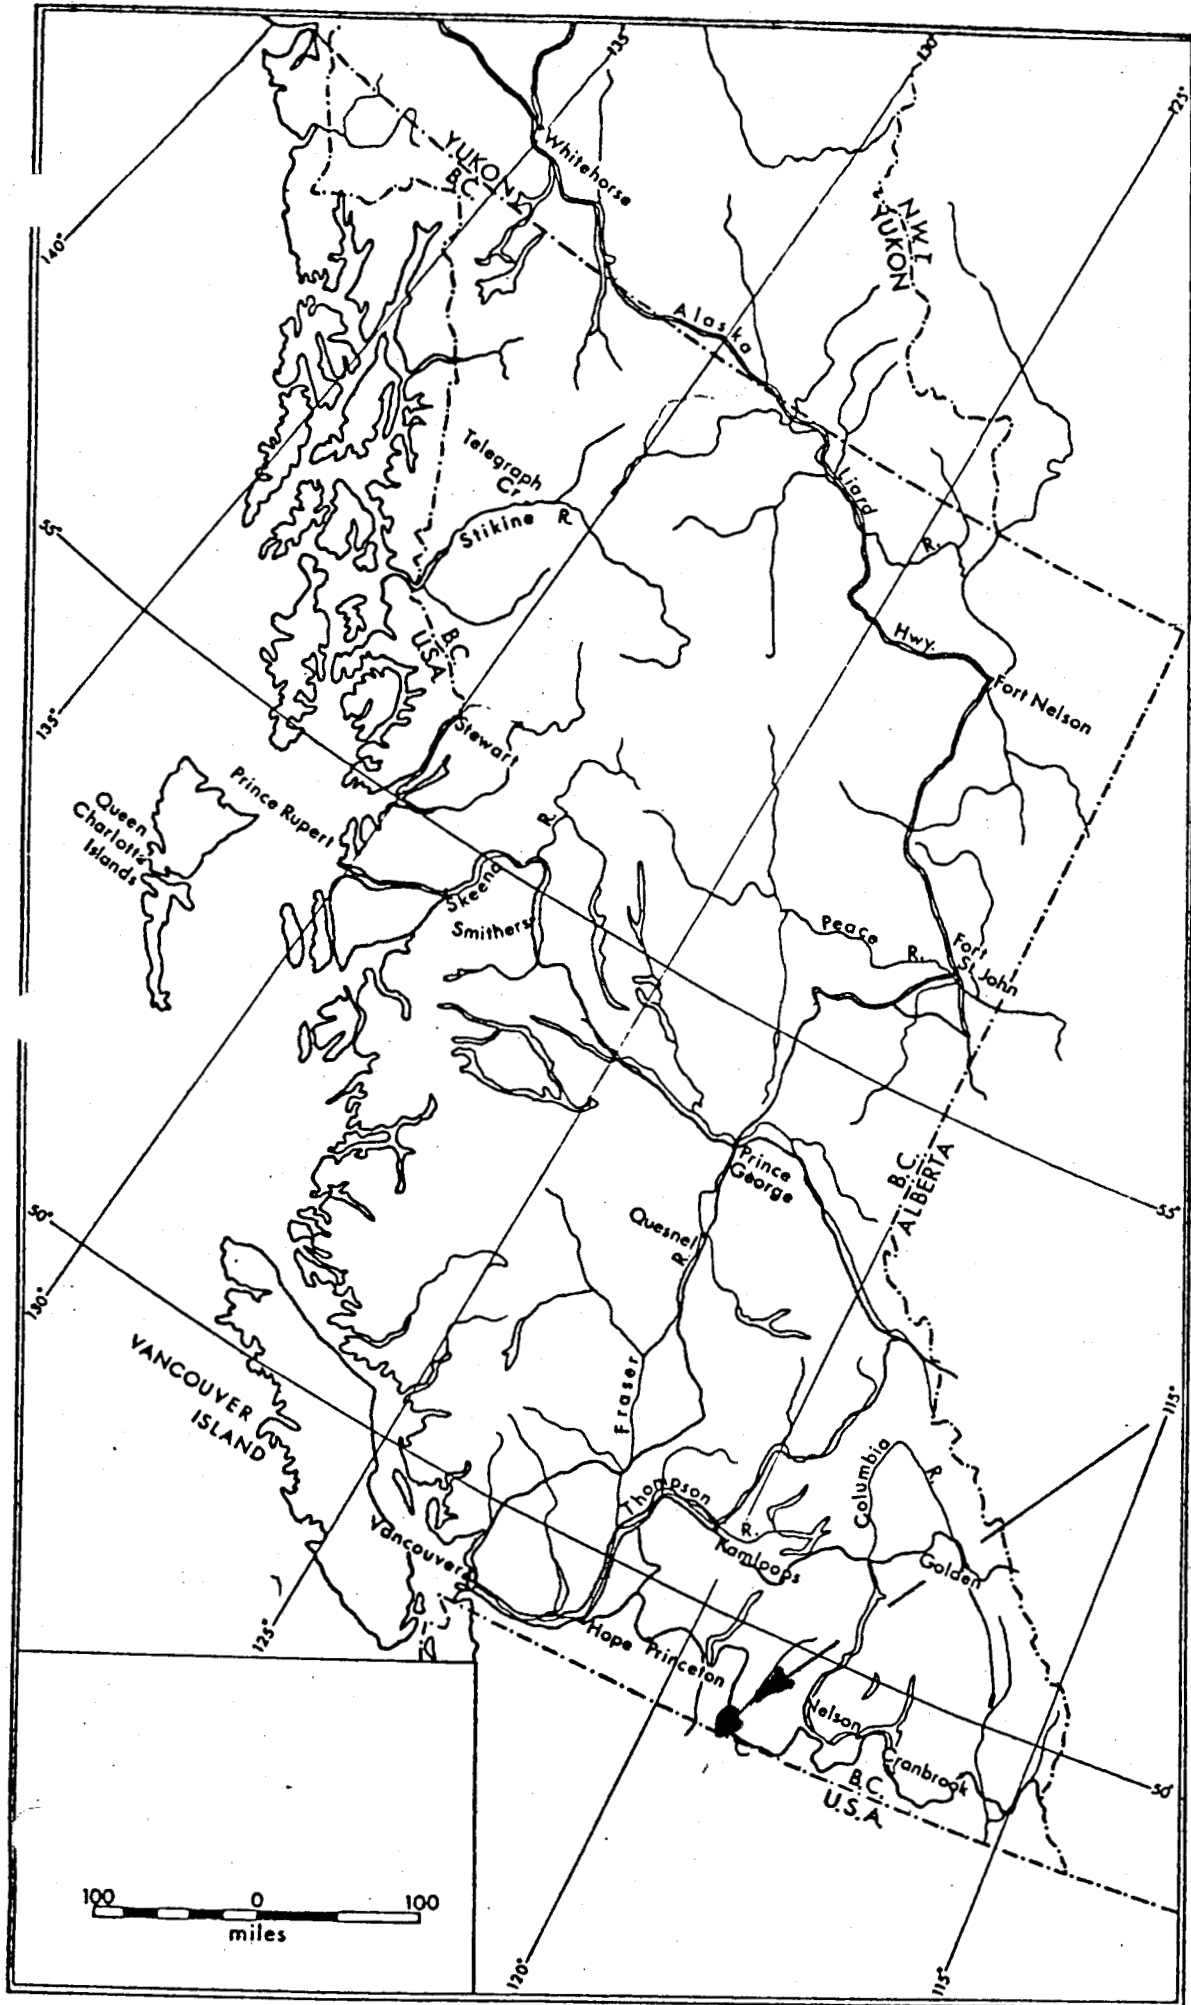 135°
130°
125°
140°
YUKON
B.C.
Whitehorse
N.W.T.
YUKON
Alaska
Telegraph
Cr.
Stikine R.
Liard
R.
Hwy.
55°
B.C.
USA
Fort Nelson
135°
Stewart
Prince Rupert
Queen
Charlotte
Islands
R.
Skeena
Smithers
Peace
R.
Fort
St. John
Prince
George
B.C.
ALBERTA
55°
50°
Quesnel
R.
130°
VANCOUVER
ISLAND
Fraser
115°
Columbia
R.
Thompson
R.
Kamloops
Golden
Vancouver
125°
Hope
Princeton
Nelson
Cranbrook
B.C.
U.S.A.
50°
100 0 100
miles
120°
115°